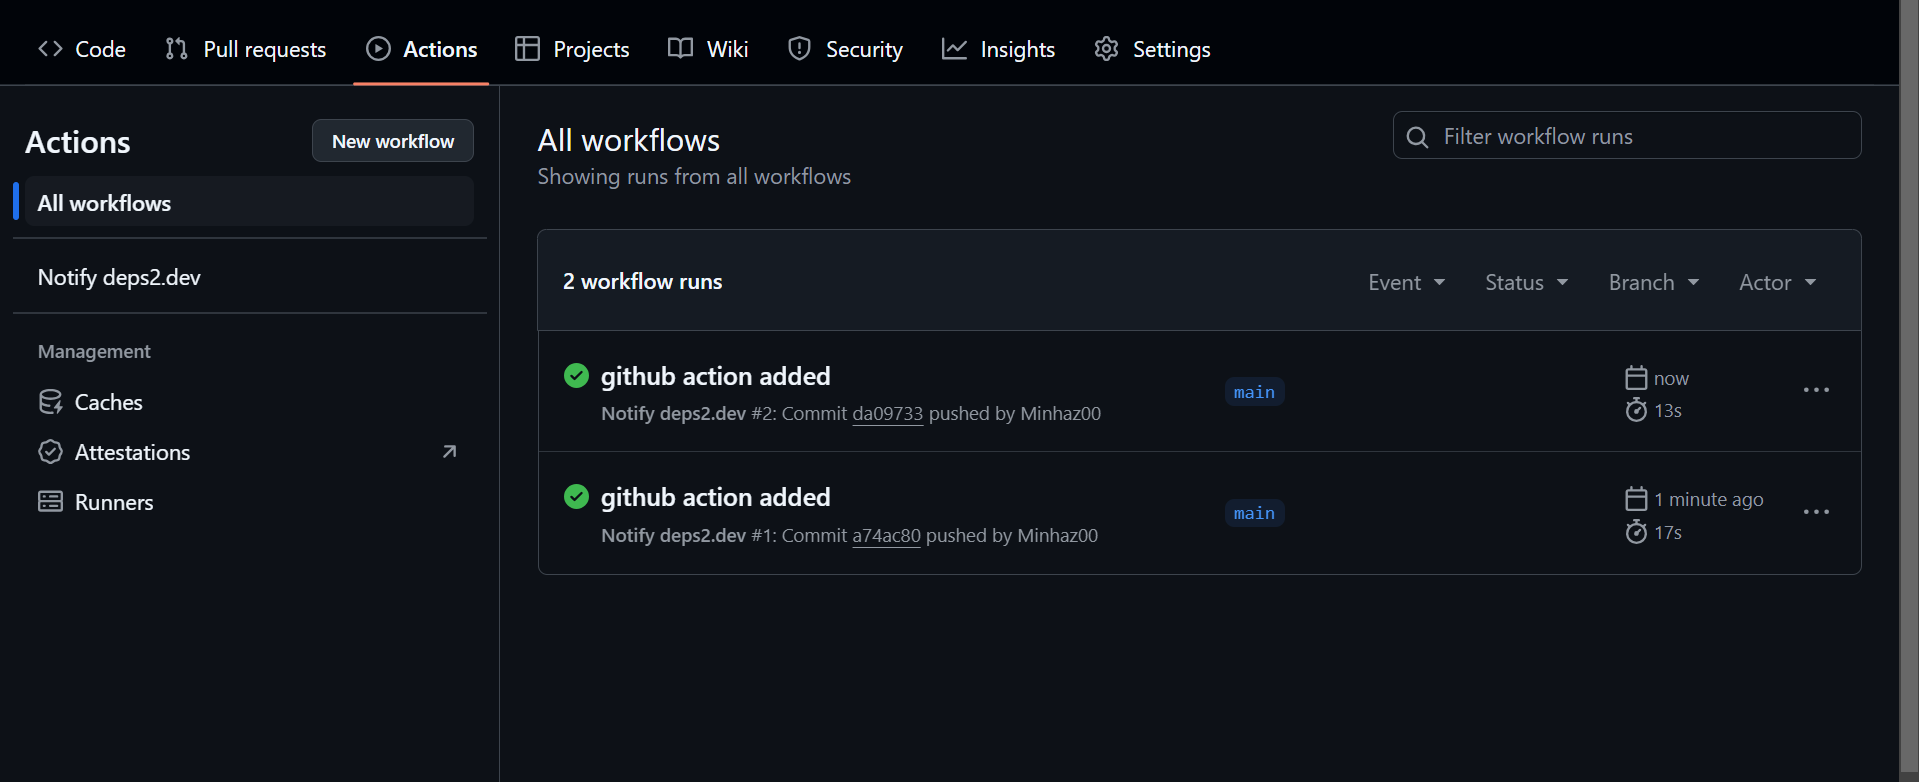 Code Pull requests Actions Projects Wiki Security Insights Settings
Actions
New workflow
All workflows
Notify deps2.dev
Management
Caches
Attestations
Runners
All workflows
Showing runs from all workflows
Filter workflow runs
2 workflow runs
Event Status Branch Actor
github action added
Notify deps2.dev #2: Commit da09733 pushed by Minhaz00
main
now
13s
github action added
Notify deps2.dev #1: Commit a74ac80 pushed by Minhaz00
main
1 minute ago
17s